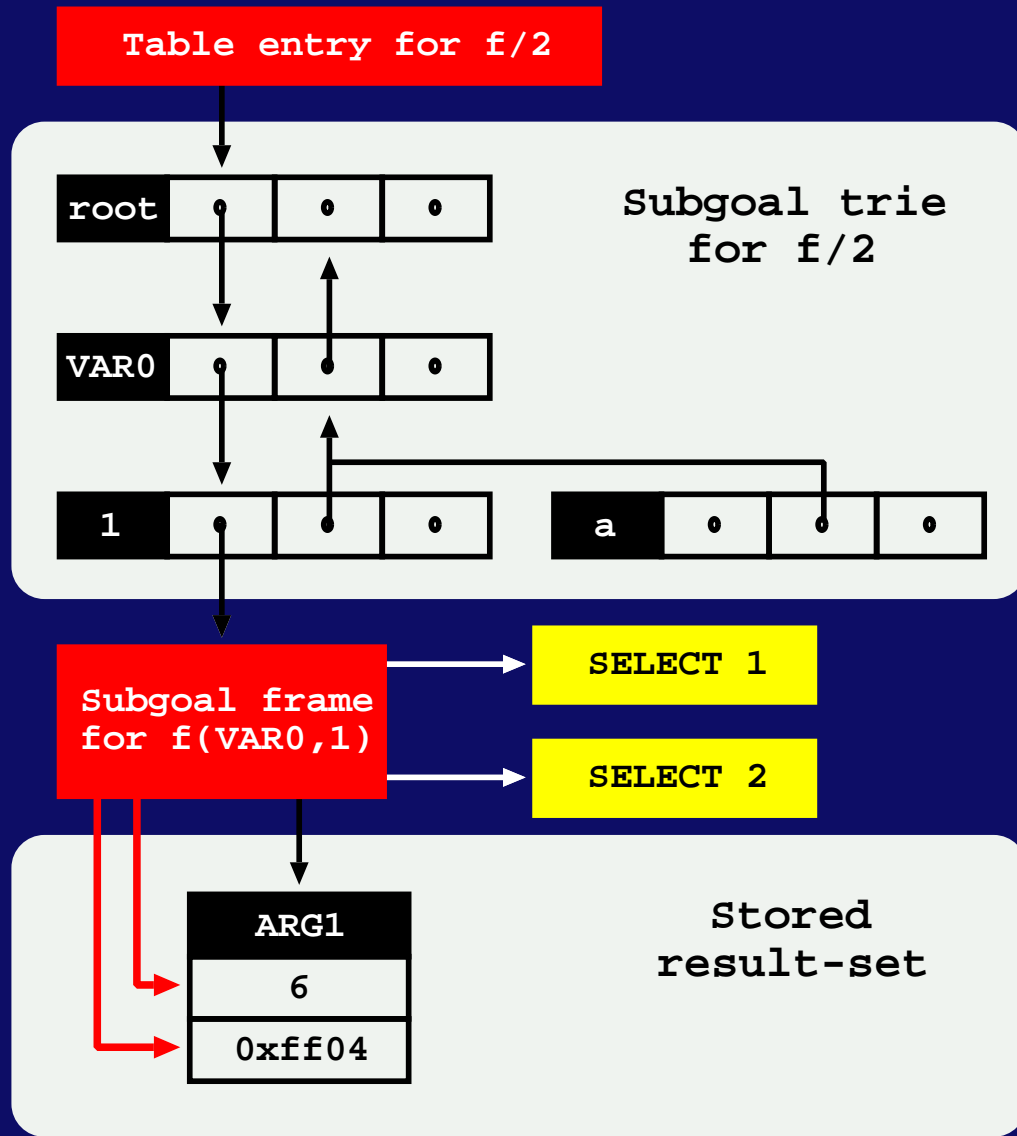 Table entry for f/2
Subgoal trie
for f/2
root
VAR0
1
a
Subgoal frame
for f(VAR0,1)
SELECT 1
SELECT 2
Stored
result-set
ARG1
6
0xff04